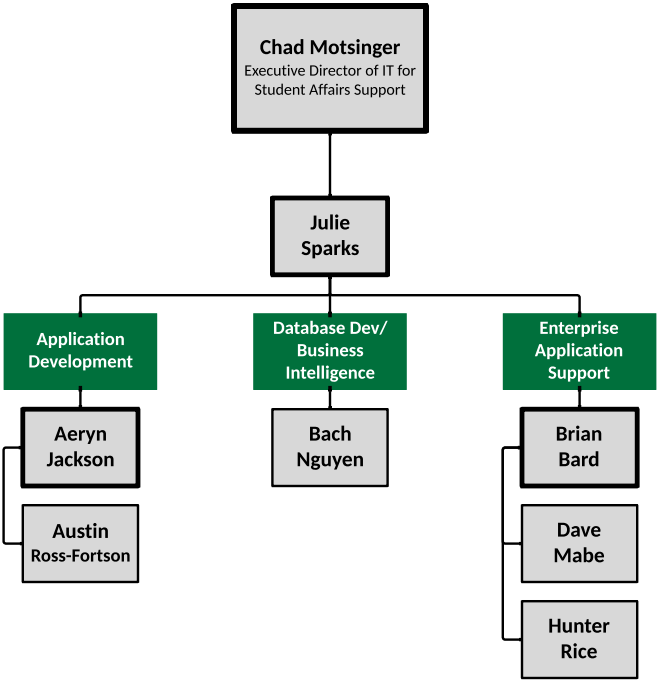 Chad Motsinger
Executive Director of IT for
Student Affairs Support
Julie
Sparks
Application
Development
Database Dev/
Business
Intelligence
Enterprise
Application
Support
Aeryn
Jackson
Bach
Nguyen
Brian
Bard
Austin
Ross-Fortson
Dave
Mabe
Hunter
Rice